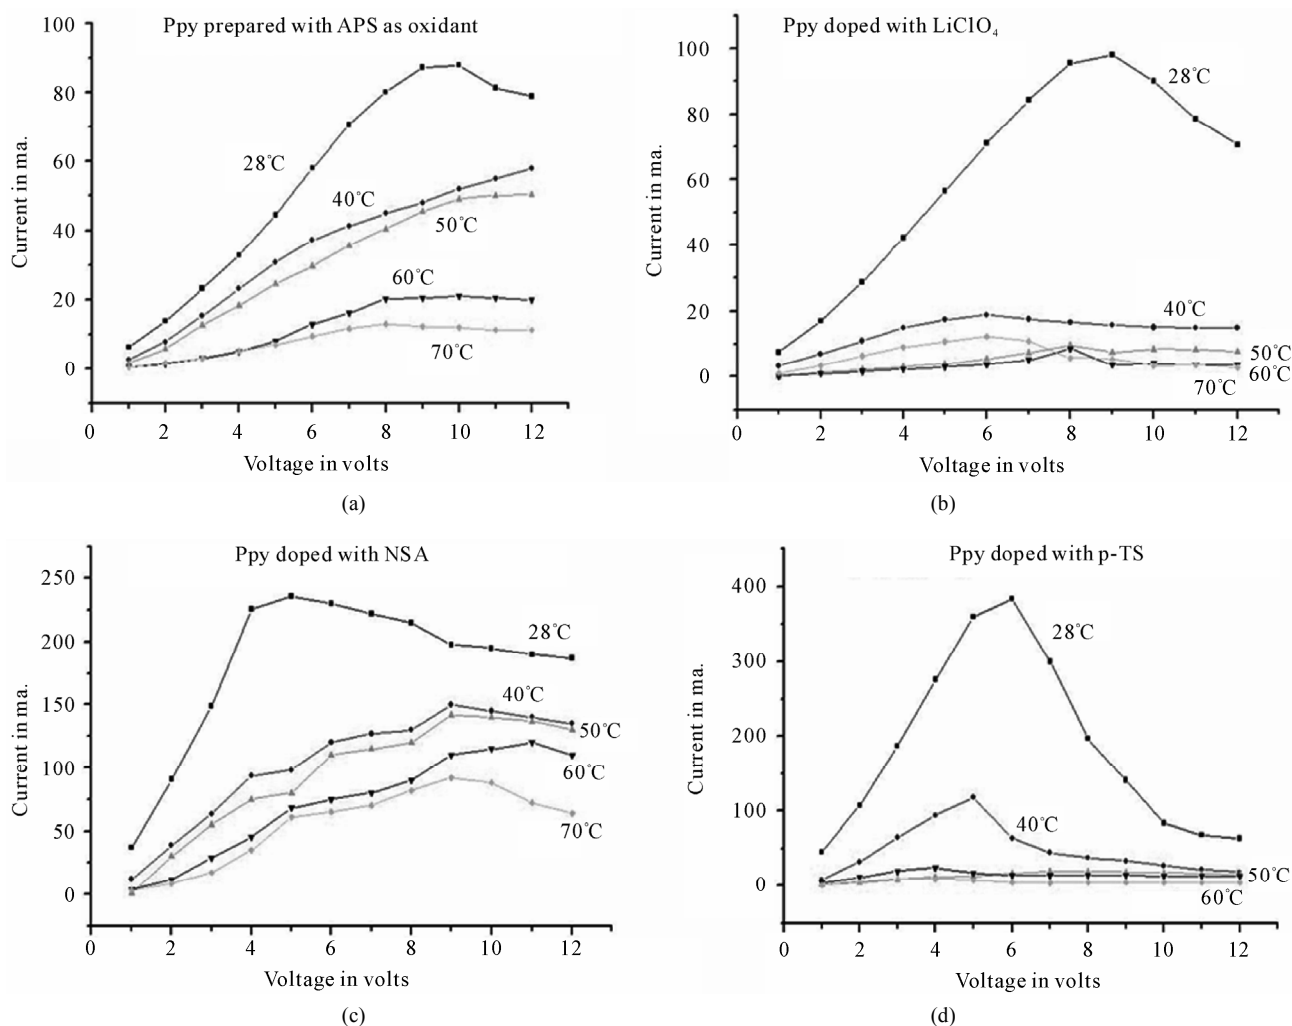 Ppy prepared with APS as oxidant
100
80
60
40
20
0
Current in ma.
28°C
40°C
50°C
60°C
70°C
0 2 4 6 8 10 12
Voltage in volts
(a)
Ppy doped with LiClO₄
100
80
60
40
20
0
Current in ma.
28°C
40°C
50°C
60°C
70°C
0 2 4 6 8 10 12
Voltage in volts
(b)
Ppy doped with NSA
250
200
150
100
50
0
Current in ma.
28°C
40°C
50°C
60°C
70°C
0 2 4 6 8 10 12
Voltage in volts
(c)
Ppy doped with p-TS
400
300
200
100
0
Current in ma.
28°C
40°C
50°C
60°C
0 2 4 6 8 10 12
Voltage in volts
(d)